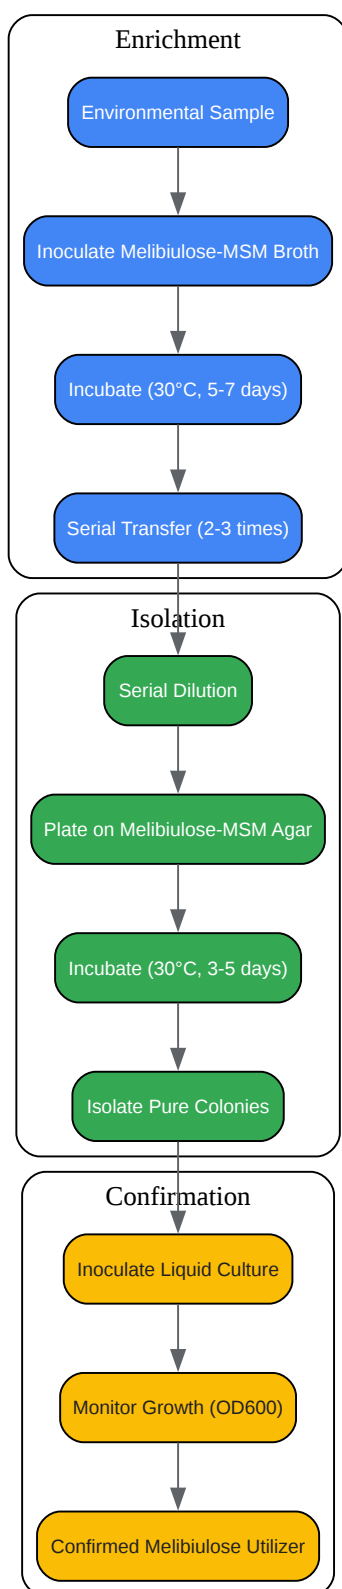 Enrichment
Environmental Sample
Inoculate Melibiulose-MSM Broth
Incubate (30°C, 5-7 days)
Serial Transfer (2-3 times)
Isolation
Serial Dilution
Plate on Melibiulose-MSM Agar
Incubate (30°C, 3-5 days)
Isolate Pure Colonies
Confirmation
Inoculate Liquid Culture
Monitor Growth (OD600)
Confirmed Melibiulose Utilizer